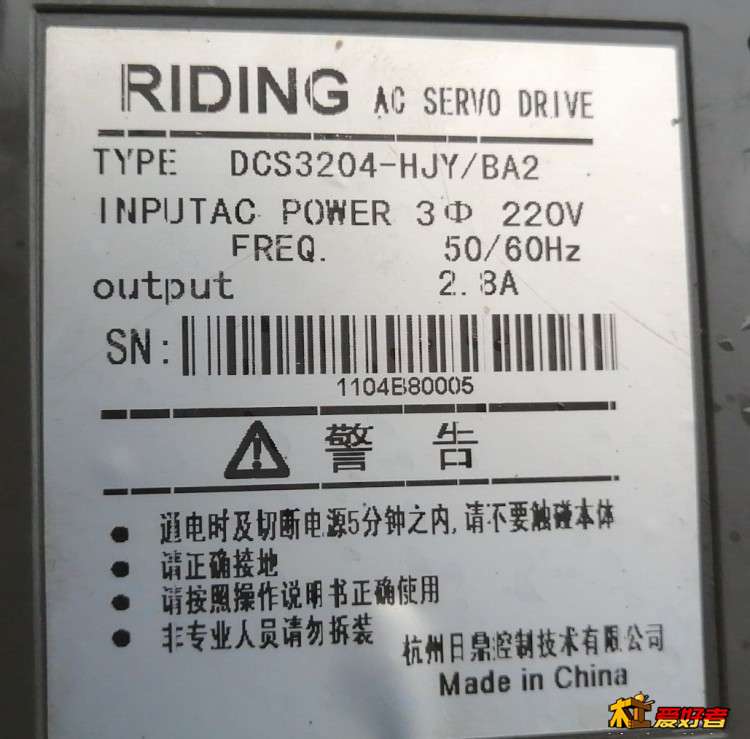 RIDING AC SERVO DRIVE
TYPE DCS3204-HJY/BA2
INPUTAC POWER 3Φ 220V
FREQ. 50/60Hz
output 2.8A
SN:
1104B80005
警告
通电时及切断电源5分钟之内,请不要触碰本体
请正确接地
请按照操作说明书正确使用
非专业人员请勿拆装
杭州日鼎控制技术有限公司
Made in China
爱好者